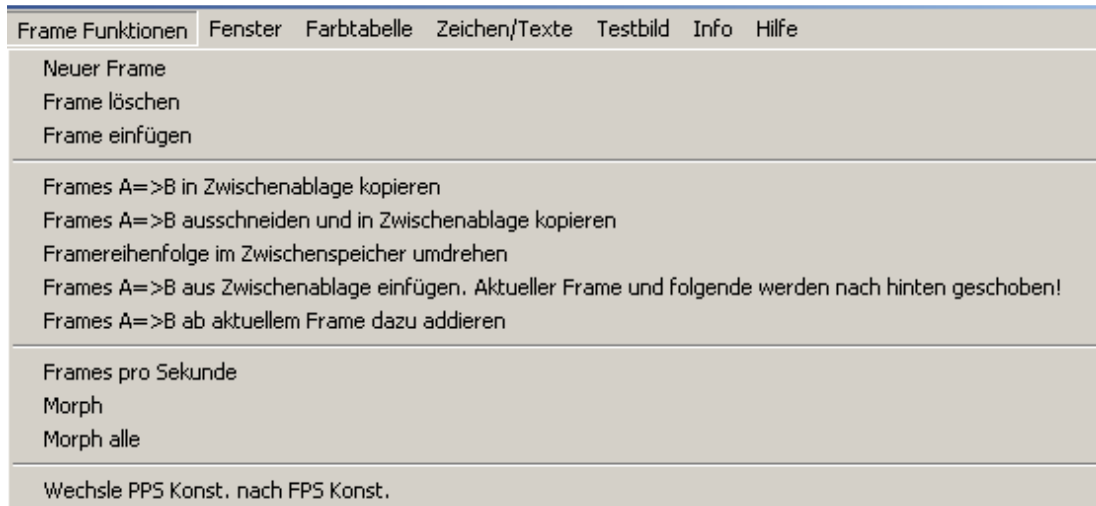 Frame Funktionen Fenster Farbtabelle Zeichen/Texte Testbild Info Hilfe
Neuer Frame
Frame löschen
Frame einfügen
Frames A=>B in Zwischenablage kopieren
Frames A=>B ausschneiden und in Zwischenablage kopieren
Framereihenfolge im Zwischenspeicher umdrehen
Frames A=>B aus Zwischenablage einfügen. Aktueller Frame und folgende werden nach hinten geschoben!
Frames A=>B ab aktuellem Frame dazu addieren
Frames pro Sekunde
Morph
Morph alle
Wechsle PPS Konst. nach FPS Konst.